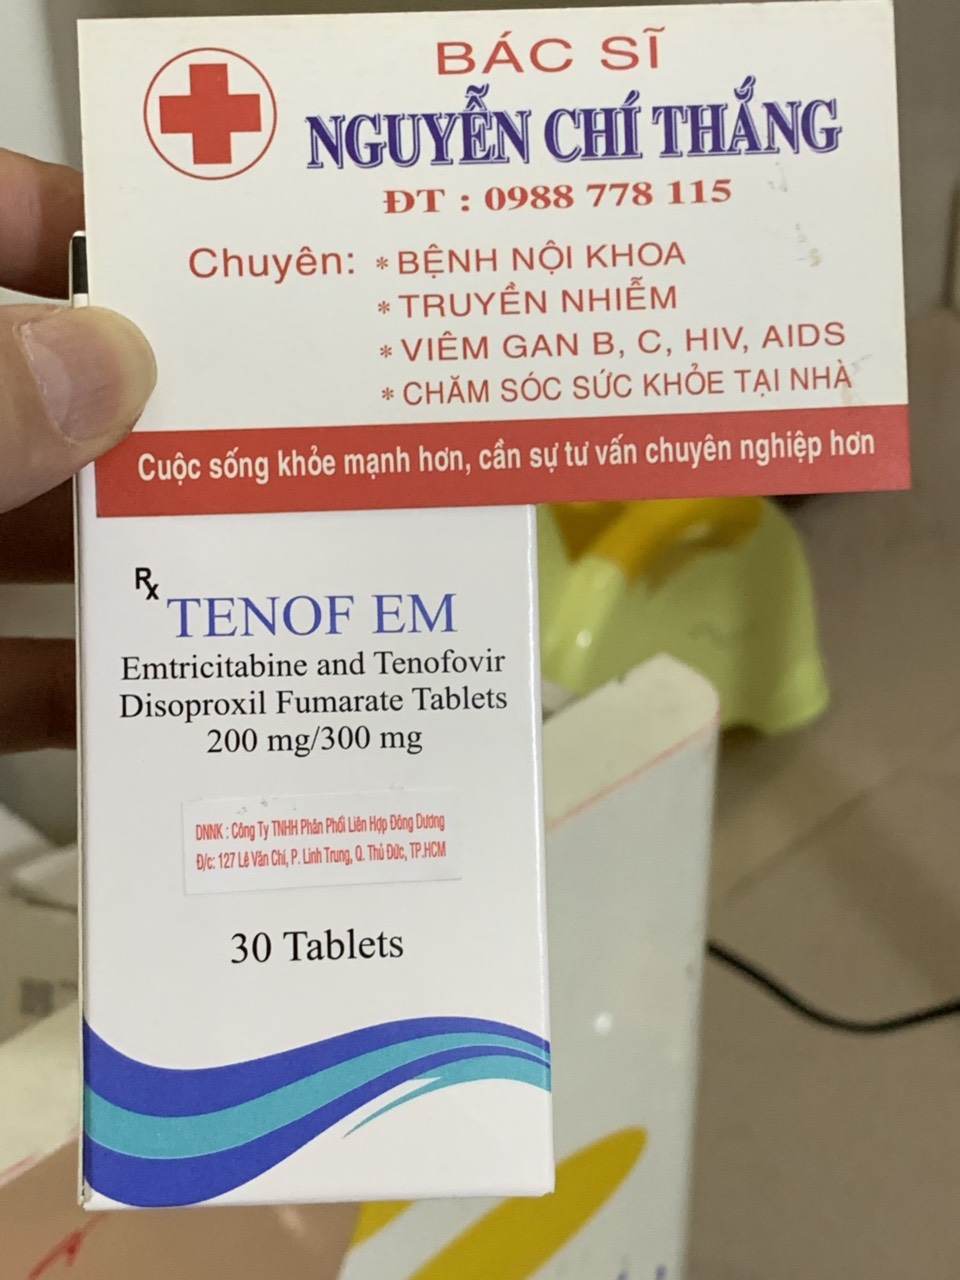 BÁC SĨ
NGUYỄN CHÍ THẮNG
ĐT : 0988 778 115
Chuyên: * BỆNH NỘI KHOA
* TRUYỀN NHIỄM
* VIÊM GAN B, C, HIV, AIDS
* CHĂM SÓC SỨC KHỎE TẠI NHÀ
Cuộc sống khỏe mạnh hơn, cần sự tư vấn chuyên nghiệp hơn
Rx TENOF EM
Emtricitabine and Tenofovir
Disoproxil Fumarate Tablets
200 mg/300 mg
DNNK : Công Ty TNHH Phân Phối Liên Hợp Đông Dương
Đ/c: 127 Lê Văn Chí, P. Linh Trung, Q. Thủ Đức, TP.HCM
30 Tablets